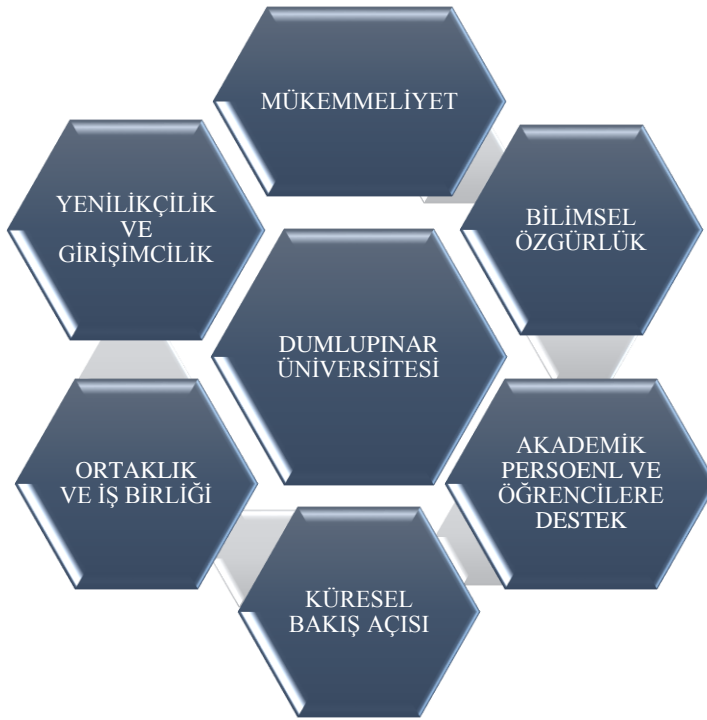 MÜKEMMELİYET
YENİLİKÇİLİK
VE
GİRİŞİMCİLİK
BİLİMSEL
ÖZGÜRLÜK
DUMLUPINAR
ÜNİVERSİTESİ
ORTAKLIK
VE İŞ BİRLİĞİ
AKADEMİK
PERSOENL VE
ÖĞRENCİLERE
DESTEK
KÜRESEL
BAKIŞ AÇISI